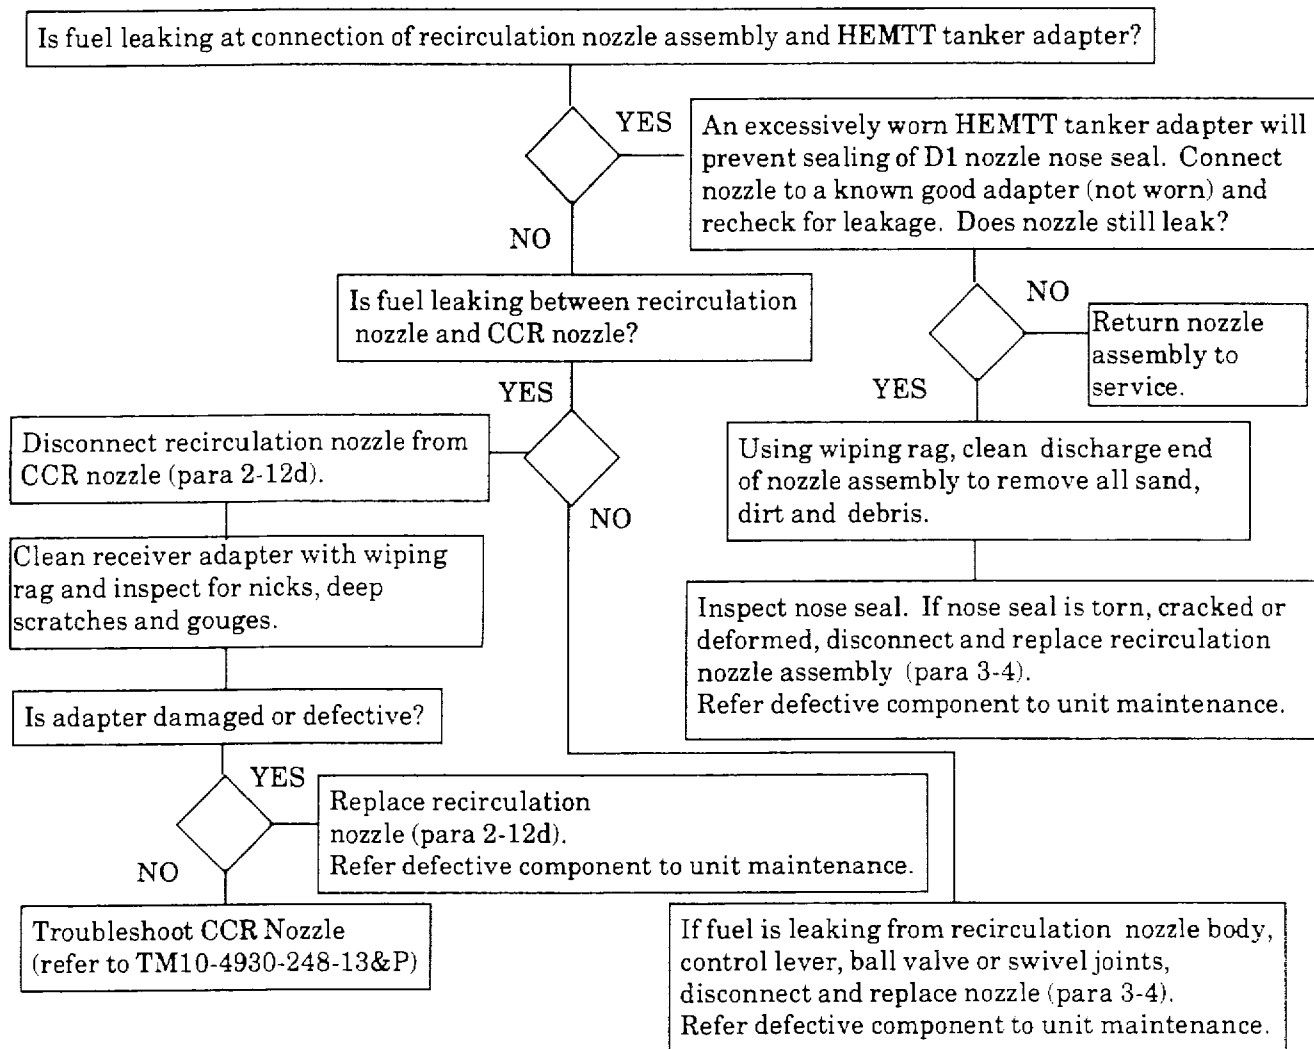 Is fuel leaking at connection of recirculation nozzle assembly and HEMTT tanker adapter?
YES
An excessively worn HEMTT tanker adapter will
prevent sealing of D1 nozzle nose seal. Connect
nozzle to a known good adapter (not worn) and
recheck for leakage. Does nozzle still leak?
NO
Is fuel leaking between recirculation
nozzle and CCR nozzle?
NO
Return nozzle
assembly to
service.
YES
YES
Disconnect recirculation nozzle from
CCR nozzle (para 2-12d).
NO
Using wiping rag, clean discharge end
of nozzle assembly to remove all sand,
dirt and debris.
Clean receiver adapter with wiping
rag and inspect for nicks, deep
scratches and gouges.
Inspect nose seal. If nose seal is torn, cracked or
deformed, disconnect and replace recirculation
nozzle assembly (para 3-4).
Refer defective component to unit maintenance.
Is adapter damaged or defective?
YES
Replace recirculation
nozzle (para 2-12d).
Refer defective component to unit maintenance.
NO
Troubleshoot CCR Nozzle
(refer to TM10-4930-248-13&P)
If fuel is leaking from recirculation nozzle body,
control lever, ball valve or swivel joints,
disconnect and replace nozzle (para 3-4).
Refer defective component to unit maintenance.